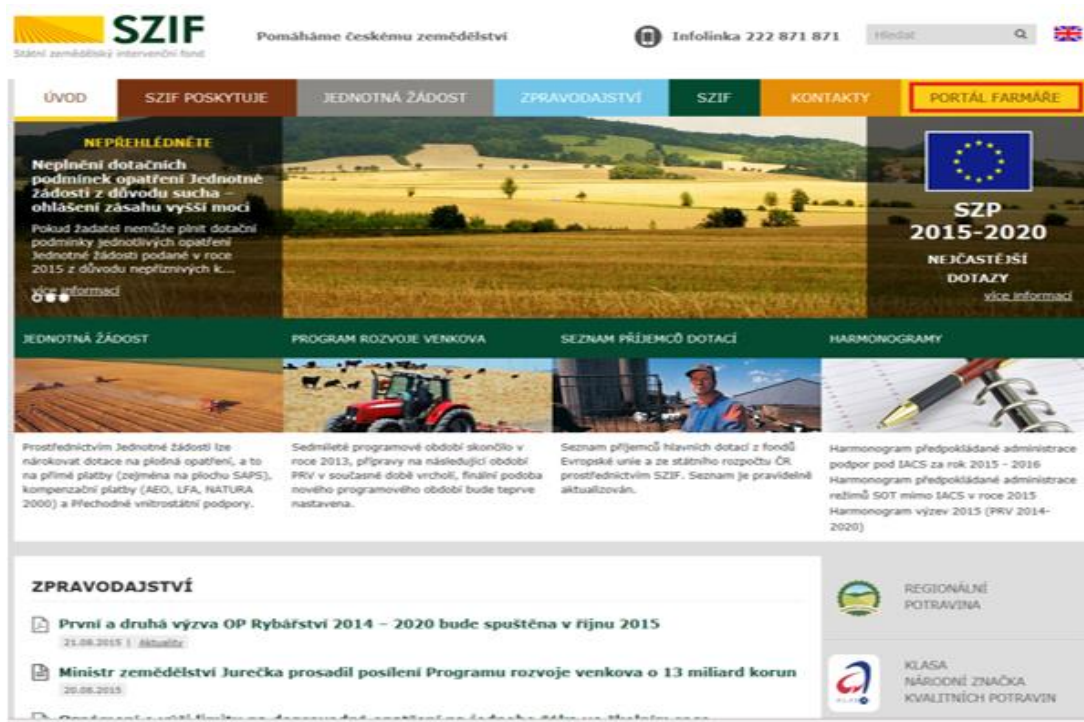 SZIF
Státní zemědělský intervenční fond
Pomáháme českému zemědělství
Infolinka 222 871 871
Hledat
ÚVOD
SZIF POSKYTUJE
JEDNOTNÁ ŽÁDOST
ZPRAVODAJSTVÍ
SZIF
KONTAKTY
PORTÁL FARMÁŘE
NEPŘEHLÉDNĚTE
Neplnění dotačních
podmínek opatření Jednotné
žádosti z důvodu sucha –
ohlášení zásahu vyšší moci
Pokud žadatel nemůže plnit dotační
podmínky jednotlivých opatření
Jednotné žádosti podané v roce
2015 z důvodu nepříznivých k...
více informací
SZP
2015-2020
NEJČASTĚJŠÍ
DOTAZY
více informací
JEDNOTNÁ ŽÁDOST
PROGRAM ROZVOJE VENKOVA
SEZNAM PŘÍJEMCŮ DOTACÍ
HARMONOGRAMY
Prostřednictvím Jednotné žádosti lze
nárokovat dotace na plošná opatření, a to
na přímé platby (zejména na plochu SAPS),
kompenzační platby (AEO, LFA, NATURA
2000) a Přechodné vnitrostátní podpory.
Sedmileté programové období skončilo v
roce 2013, přípravy na následující období
PRV v současné době vrcholí, finální podoba
nového programového období bude teprve
nastavena.
Seznam příjemců hlavních dotací z fondů
Evropské unie a ze státního rozpočtu ČR
prostřednictvím SZIF. Seznam je pravidelně
aktualizován.
Harmonogram předpokládané administrace
podpor pod IACS za rok 2015 - 2016
Harmonogram předpokládané administrace
režimů SOT mimo IACS v roce 2015
Harmonogram výzev 2015 (PRV 2014-
2020)
ZPRAVODAJSTVÍ
První a druhá výzva OP Rybářství 2014 – 2020 bude spuštěna v říjnu 2015
21.08.2015 | Aktuality
Ministr zemědělství Jurečka prosadil posílení Programu rozvoje venkova o 13 miliard korun
20.08.2015
REGIONÁLNÍ
POTRAVINA
KLASA
NÁRODNÍ ZNAČKA
KVALITNÍCH POTRAVIN